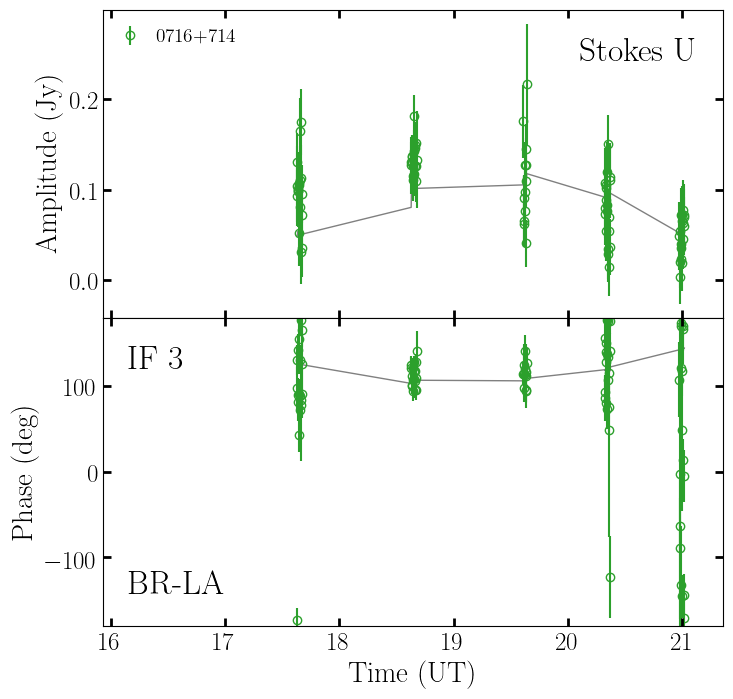 0716+714
Stokes U
Amplitude (Jy)
0.2
0.1
0.0
IF 3
Phase (deg)
100
0
−100
BR-LA
16 17 18 19 20 21
Time (UT)